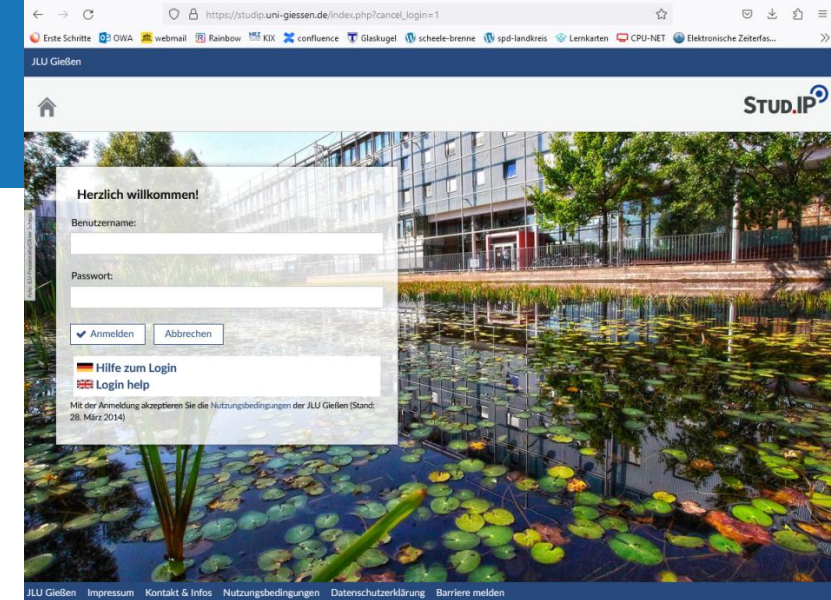 https://studip.uni-giessen.de/index.php?cancel_login=1
Erste Schritte OWA webmail Rainbow KIX confluence Glaskugel scheele-brenne spd-landkreis Lernkarten CPU-NET Elektronische Zeiterfas...
JLU Gießen
STUD.IP
Herzlich willkommen!
Benutzername:
Passwort:
Anmelden Abbrechen
Hilfe zum Login
Login help
Mit der Anmeldung akzeptieren Sie die Nutzungsbedingungen der JLU Gießen (Stand:
28. März 2014)
JLU Gießen Impressum Kontakt & Infos Nutzungsbedingungen Datenschutzerklärung Barriere melden